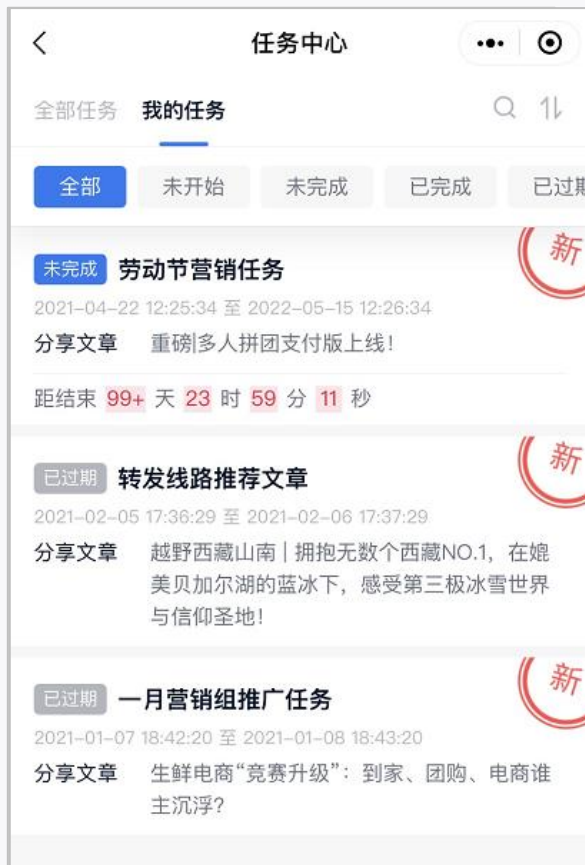 任务中心
全部任务 我的任务
全部 未开始 未完成 已完成 已过期
新
未完成 劳动节营销任务
2021-04-22 12:25:34 至 2022-05-15 12:26:34
分享文章 重磅|多人拼团支付版上线!
距结束 99+ 天 23 时 59 分 11 秒
新
已过期 转发线路推荐文章
2021-02-05 17:36:29 至 2021-02-06 17:37:29
分享文章 越野西藏山南 | 拥抱无数个西藏NO.1，在媲
美贝加尔湖的蓝冰下，感受第三极冰雪世界
与信仰圣地!
新
已过期 一月营销组推广任务
2021-01-07 18:42:20 至 2021-01-08 18:43:20
分享文章 生鲜电商“竞赛升级”：到家、团购、电商谁
主沉浮?